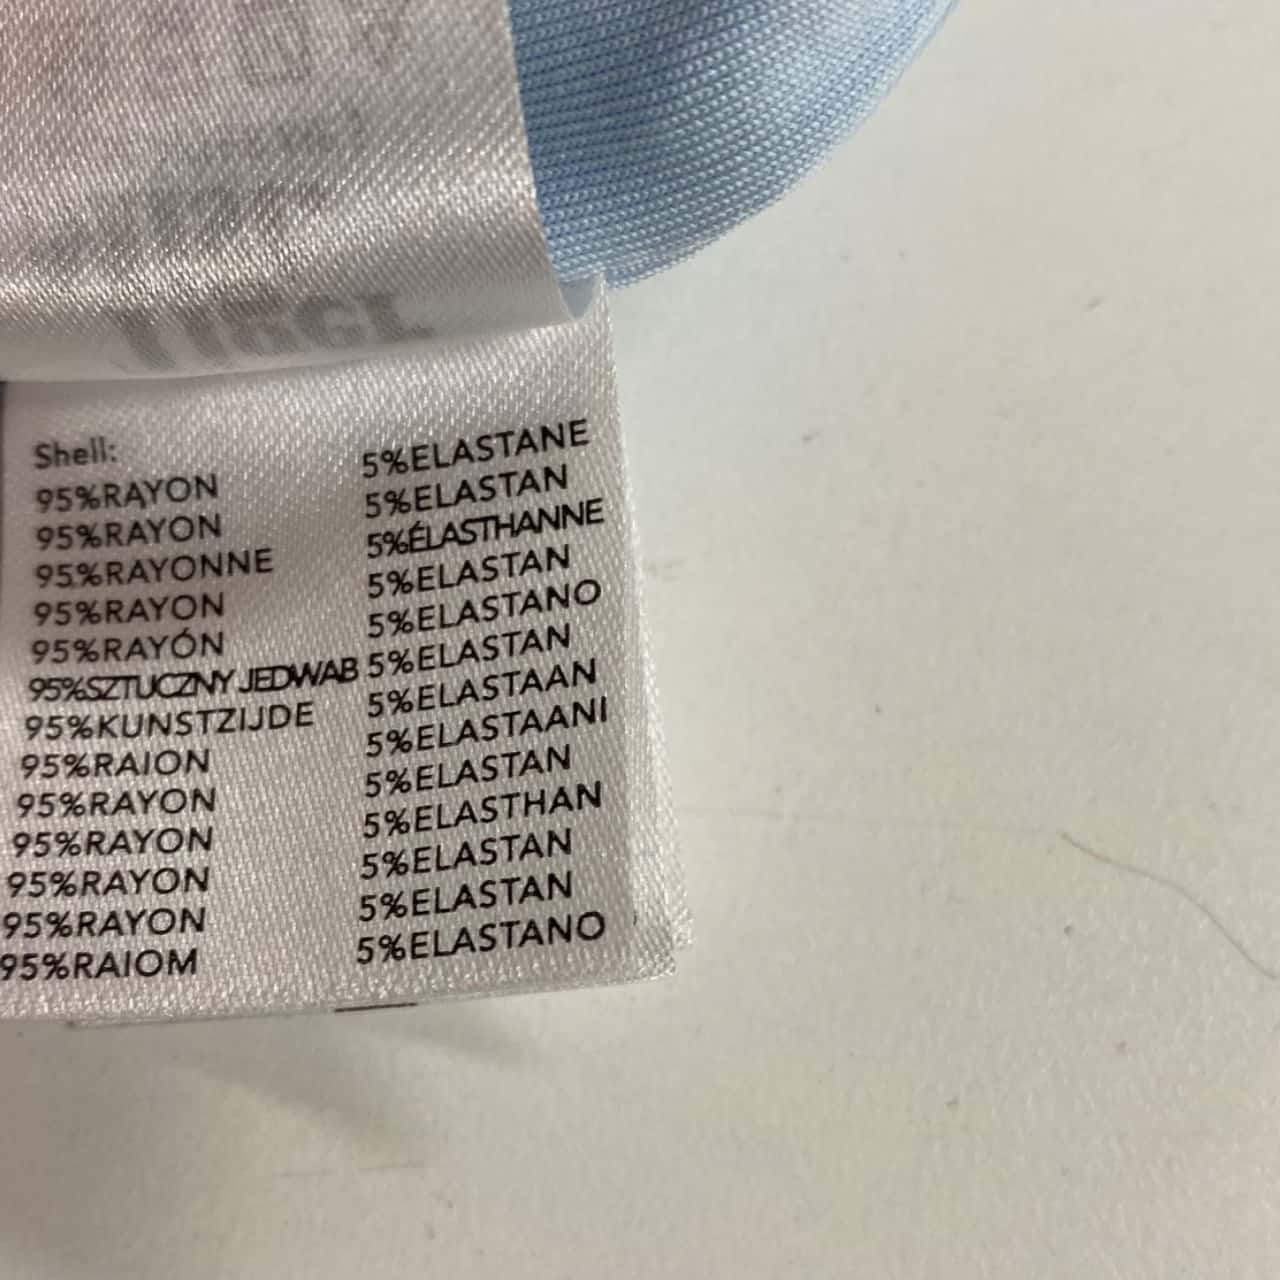 Shell:
95%RAYON 5%ELASTANE
95%RAYON 5%ELASTAN
95%RAYONNE 5%ÉLASTHANNE
95%RAYON 5%ELASTAN
95%RAYÓN 5%ELASTANO
95%SZTUCZNY JEDWAB 5%ELASTAN
95%KUNSTZIJDE 5%ELASTAAN
95%RAION 5%ELASTAANI
95%RAYON 5%ELASTAN
95%RAYON 5%ELASTHAN
95%RAYON 5%ELASTAN
95%RAYON 5%ELASTAN
95%RAIOM 5%ELASTANO